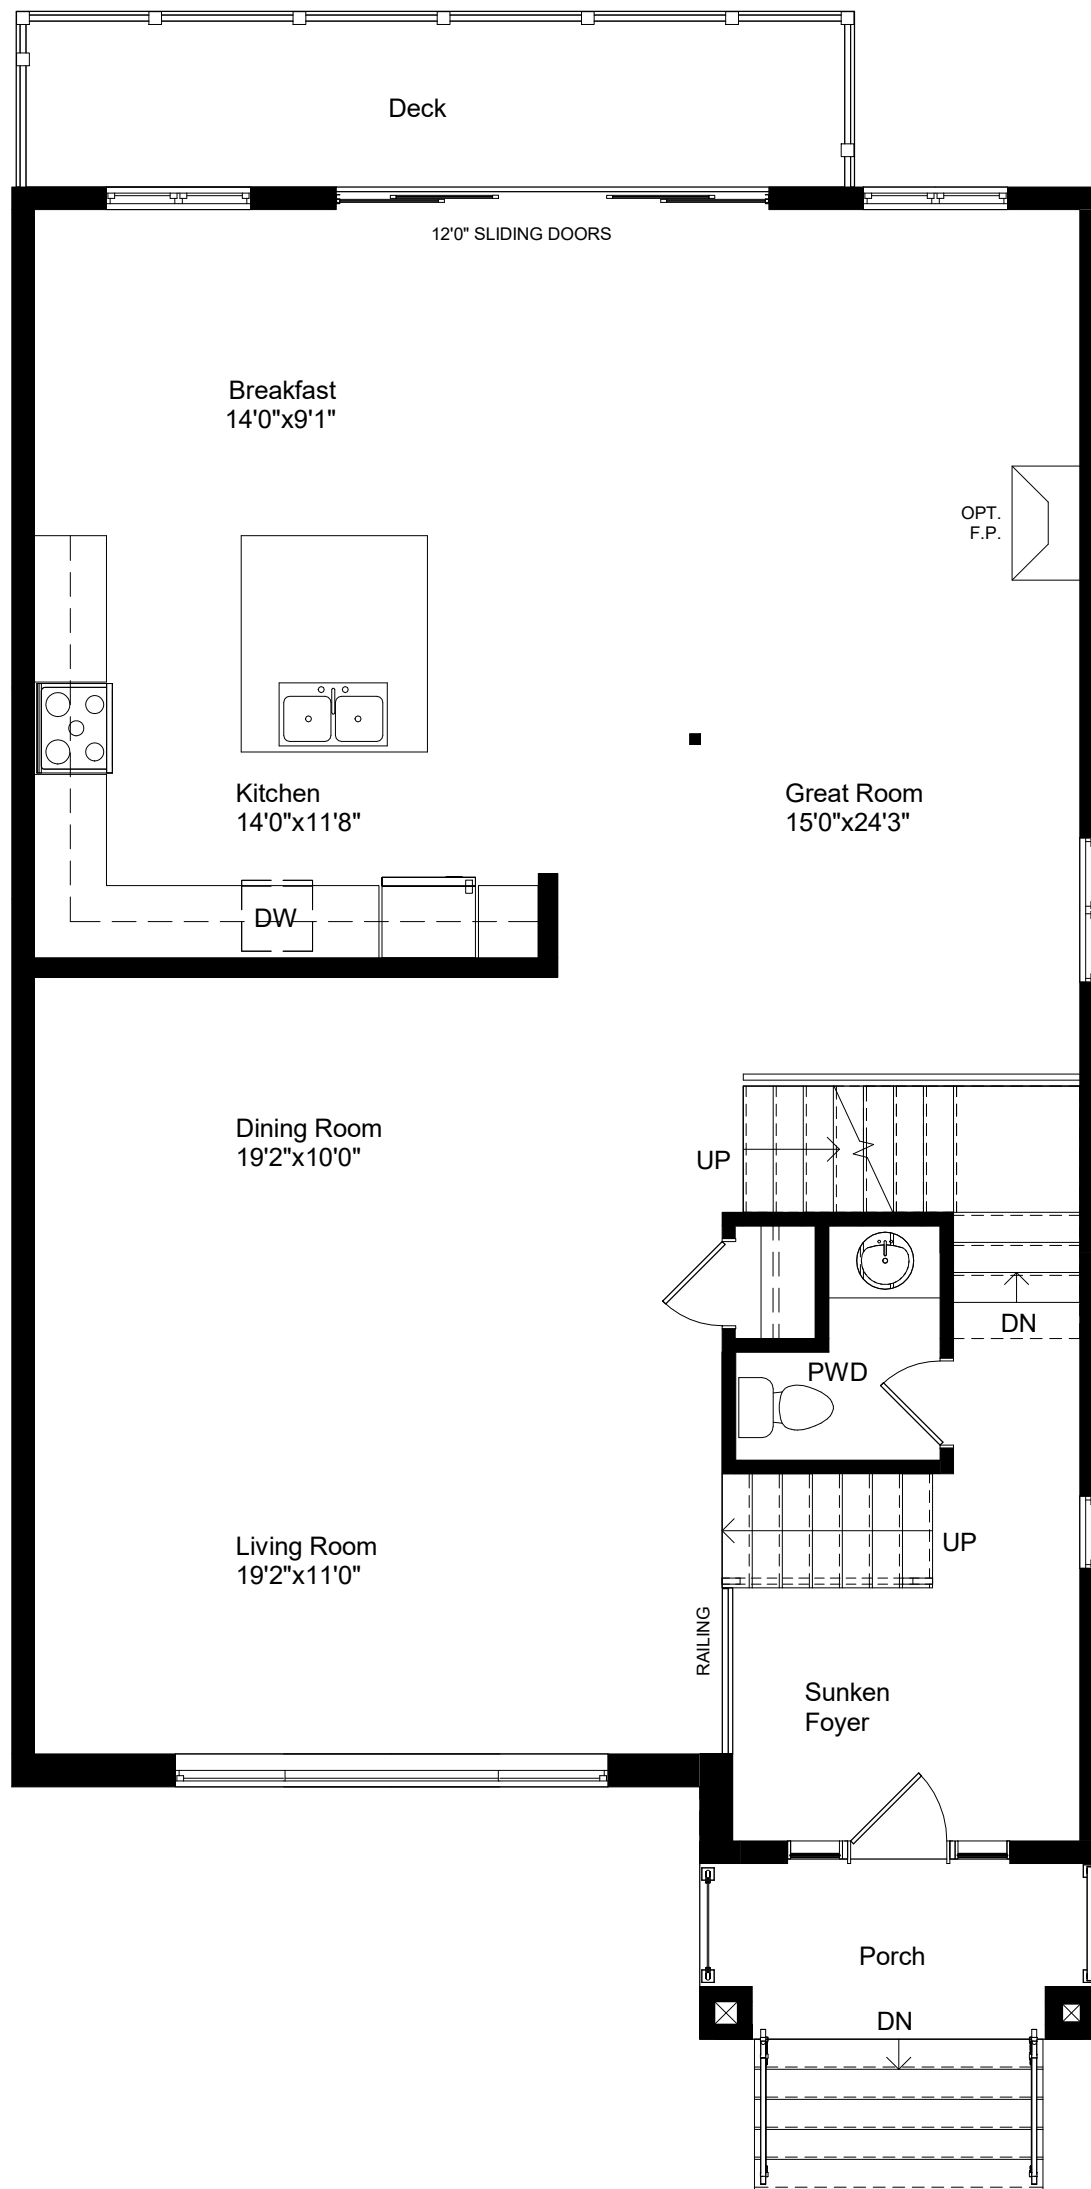 Deck
12'0" SLIDING DOORS
Breakfast
14'0"x9'1"
OPT.
F.P.
Kitchen
14'0"x11'8"
Great Room
15'0"x24'3"
DW
Dining Room
19'2"x10'0"
UP
DN
PWD
Living Room
19'2"x11'0"
UP
RAILING
Sunken
Foyer
Porch
DN